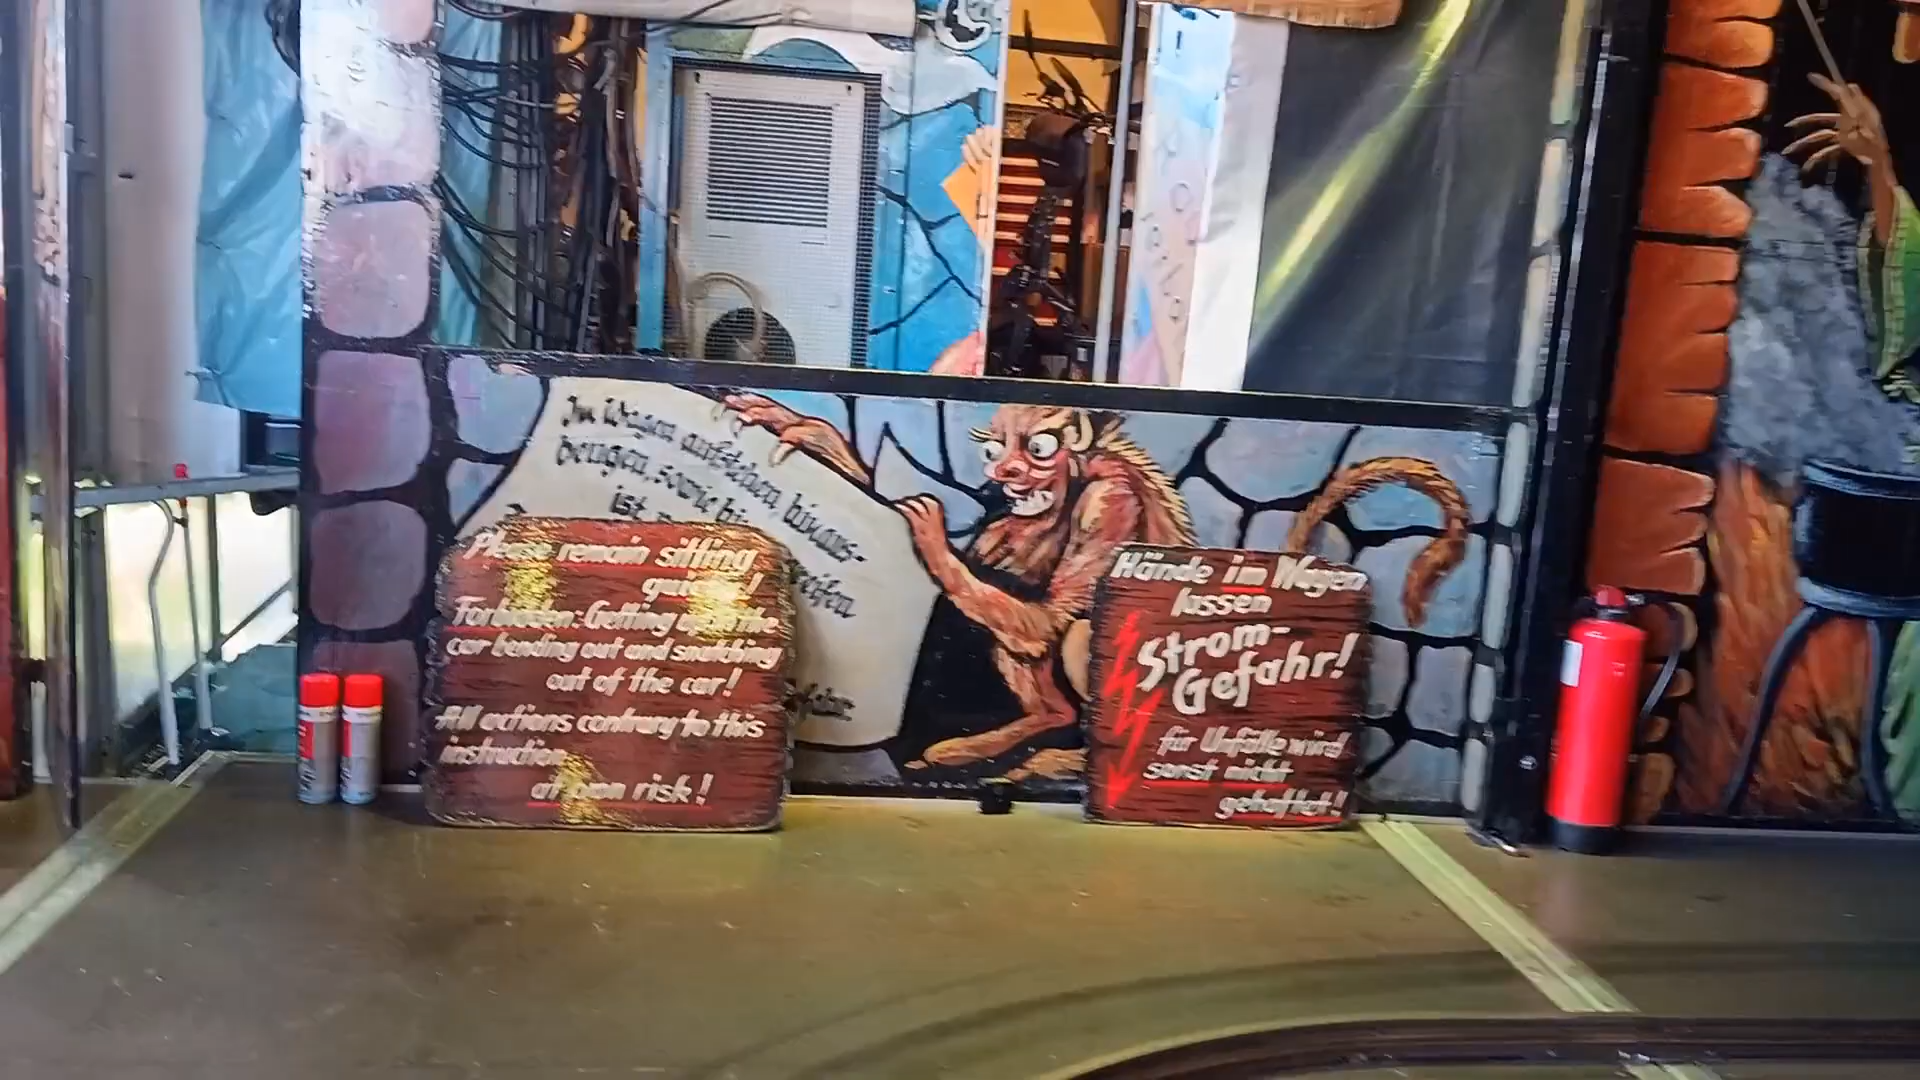 Im Wagen aufstehen, hinaus-
beugen, sowie
ist
greifen
Please remain sitting
quietly!
Forbidden: Getting up in the
car bending out and snatching
out of the car!
All actions contrary to this
instruction
at own risk!
Hände im Wagen
lassen
Strom-
Gefahr!
für Unfälle wird
sonst nicht
gehaftet!